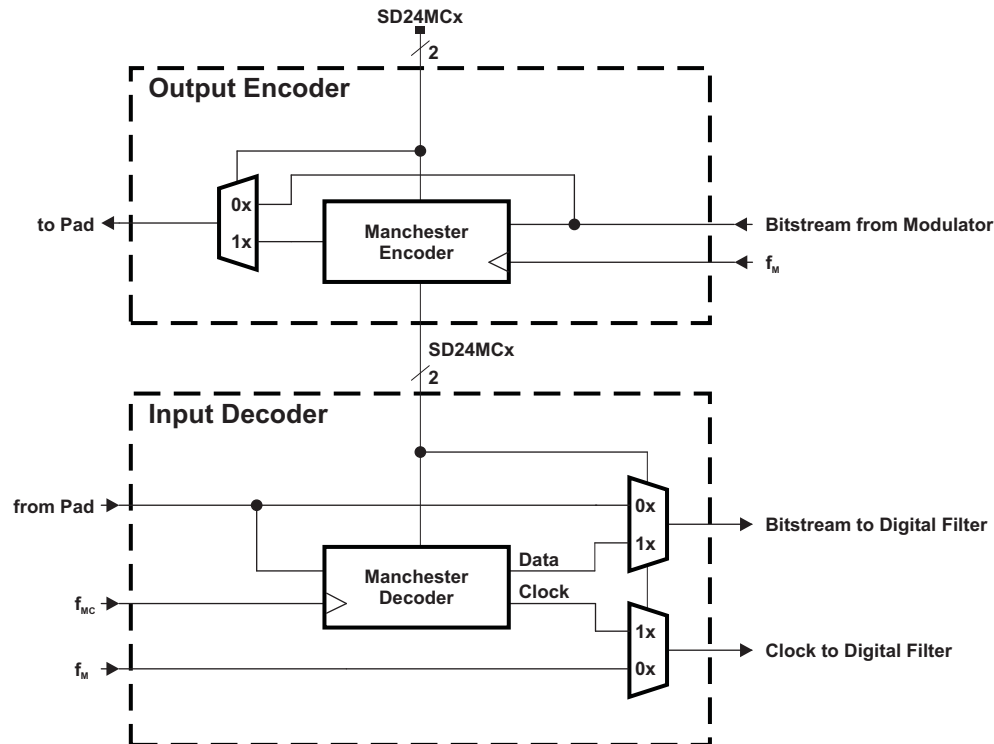 SD24MCx
2
Output Encoder
0x
to Pad
1x
Manchester
Encoder
Bitstream from Modulator
fM
SD24MCx
2
Input Decoder
from Pad
0x
1x
Bitstream to Digital Filter
Data
Manchester
Decoder
Clock
fMC
1x
Clock to Digital Filter
0x
fM